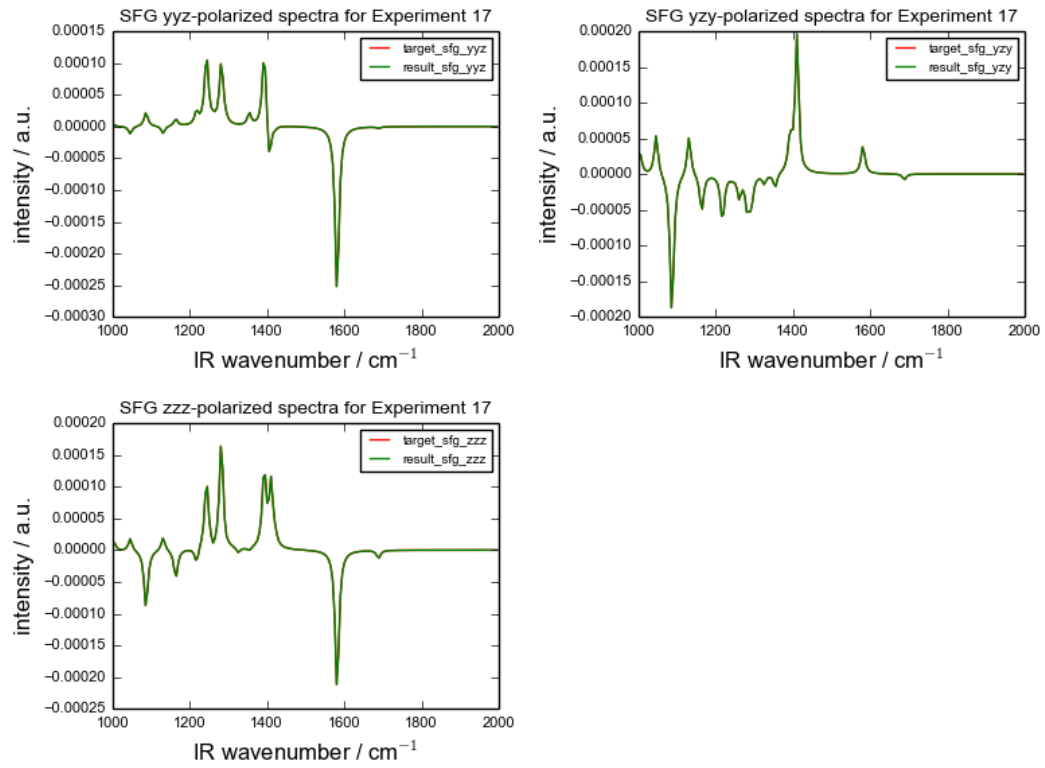 SFG yyz-polarized spectra for Experiment 17
0.00015
0.00010
0.00005
0.00000
−0.00005
−0.00010
−0.00015
−0.00020
−0.00025
−0.00030
intensity / a.u.
target_sfg_yyz
result_sfg_yyz
1000 1200 1400 1600 1800 2000
IR wavenumber / cm⁻¹
SFG yzy-polarized spectra for Experiment 17
0.00020
0.00015
0.00010
0.00005
0.00000
−0.00005
−0.00010
−0.00015
−0.00020
intensity / a.u.
target_sfg_yzy
result_sfg_yzy
1000 1200 1400 1600 1800 2000
IR wavenumber / cm⁻¹
SFG zzz-polarized spectra for Experiment 17
0.00020
0.00015
0.00010
0.00005
0.00000
−0.00005
−0.00010
−0.00015
−0.00020
−0.00025
intensity / a.u.
target_sfg_zzz
result_sfg_zzz
1000 1200 1400 1600 1800 2000
IR wavenumber / cm⁻¹